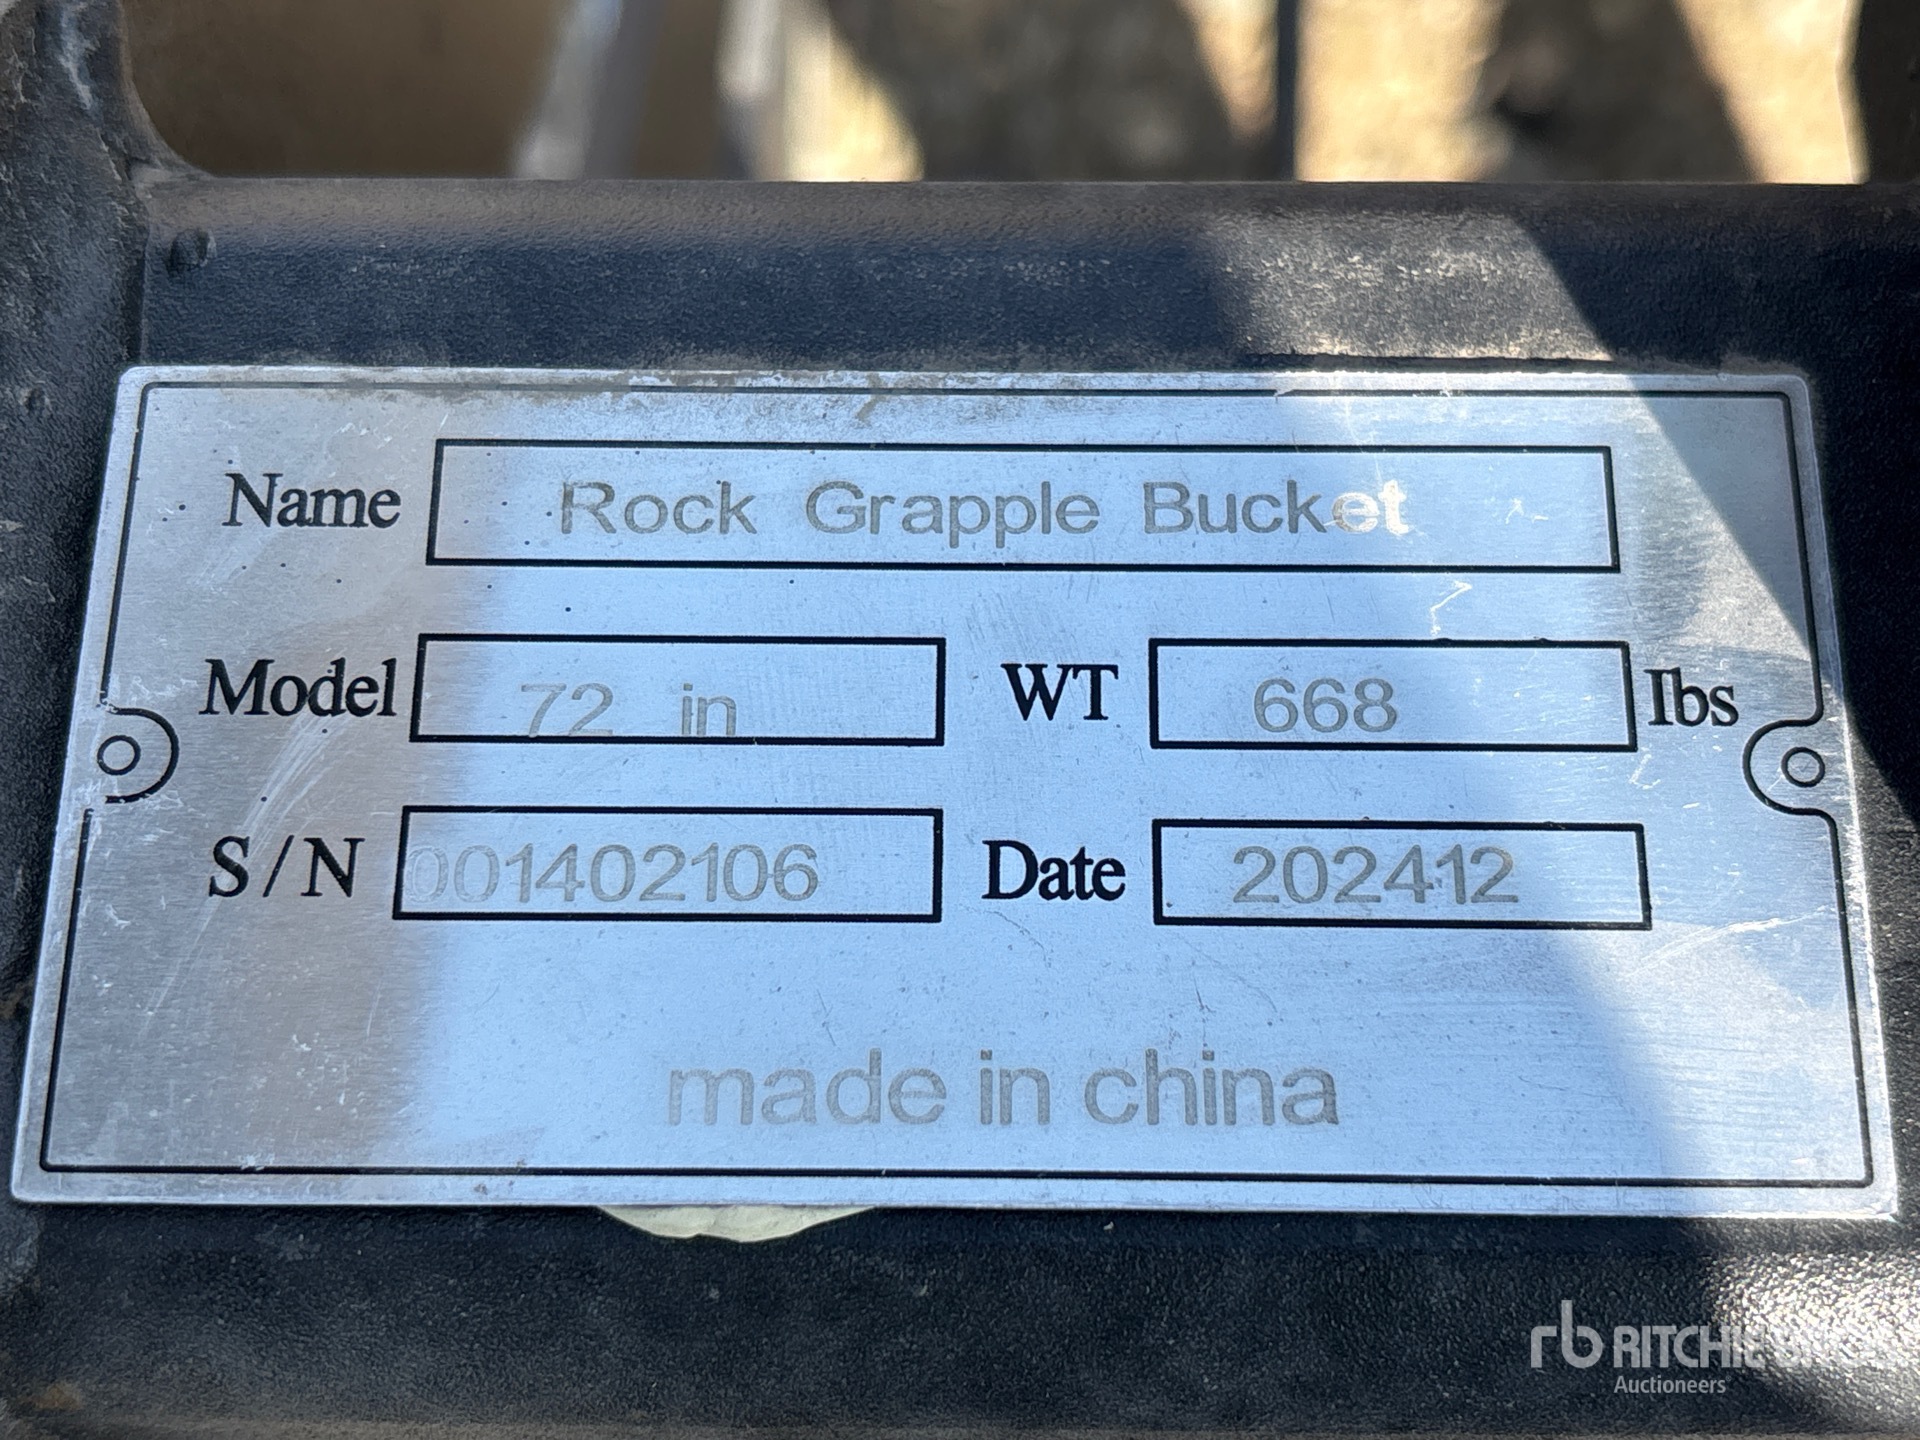 Name Rock Grapple Bucket
Model 72 in WT 668 Ibs
S/N 001402106 Date 202412
made in china
rb RITCHIE BROS
Auctioneers